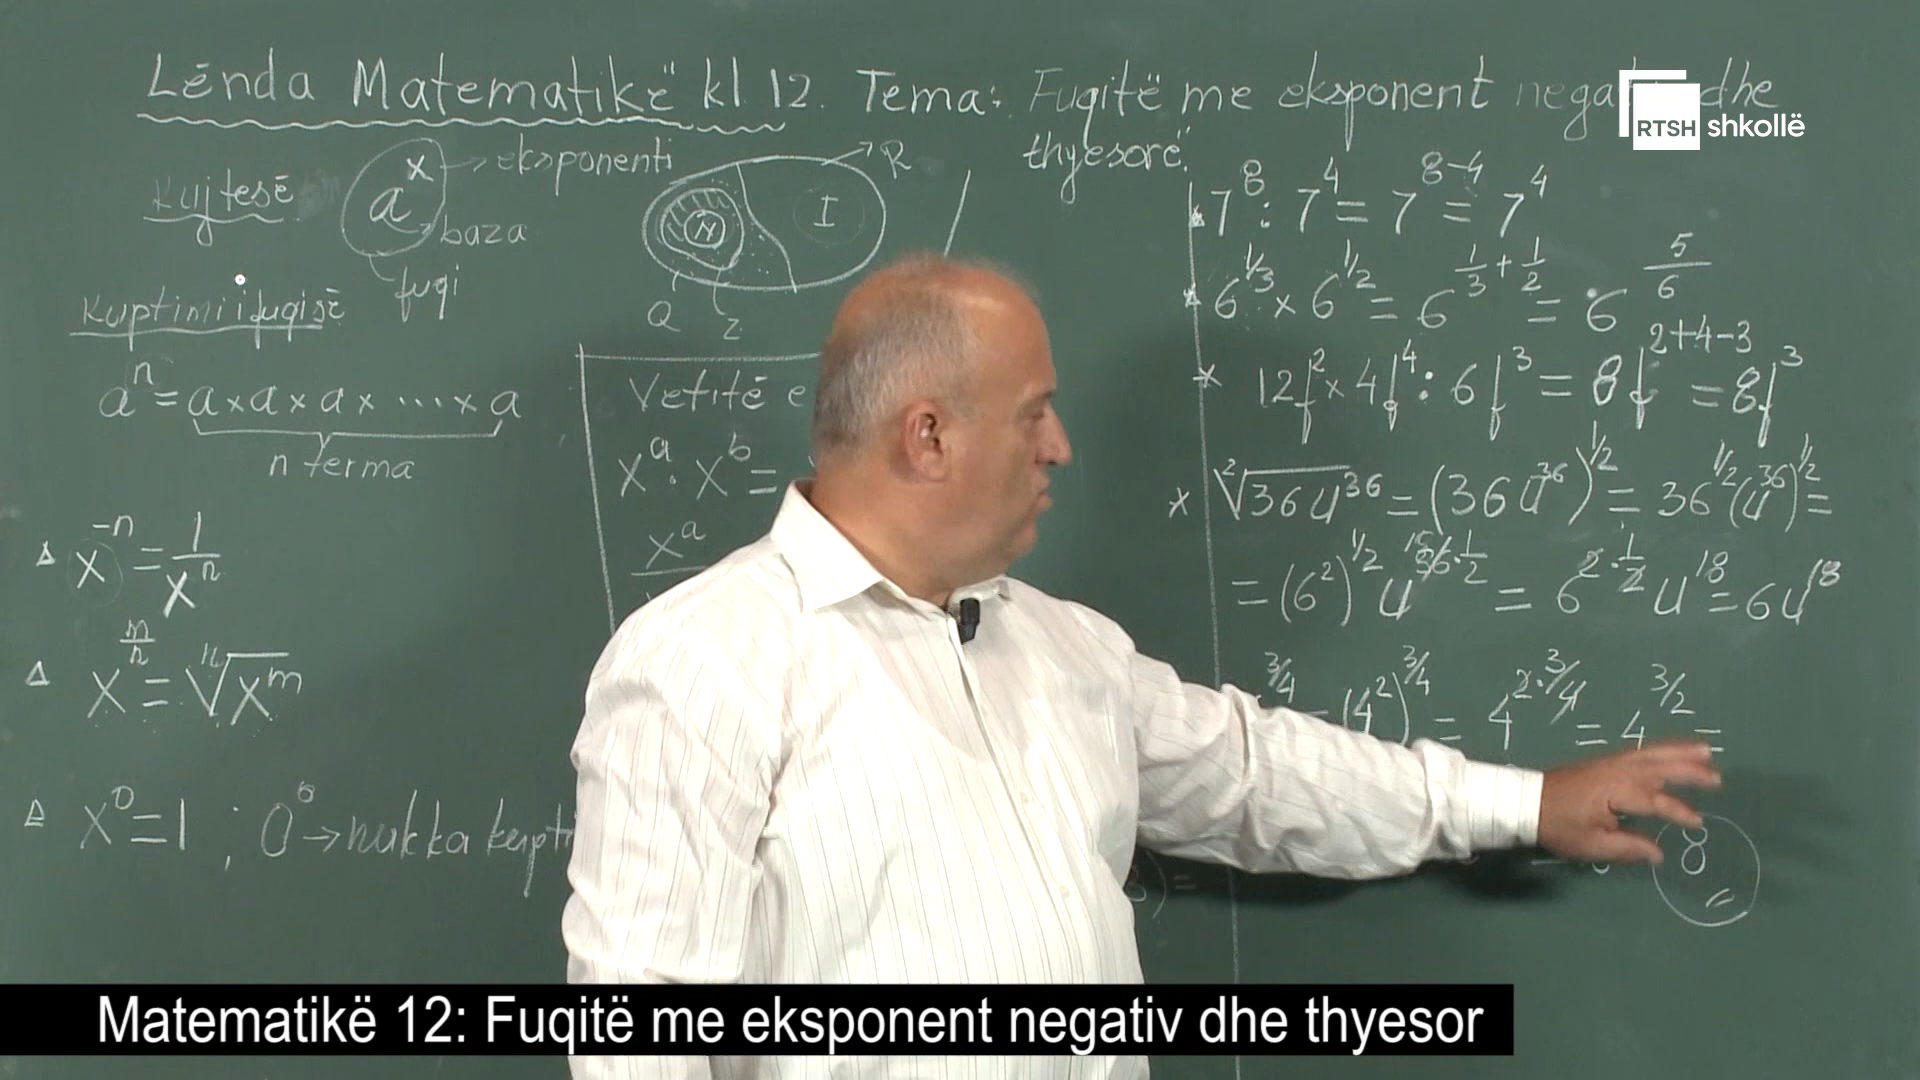 Lënda Matematikë kl 12. Tema: Fuqitë me eksponent dhe
thyesorë.
RTSH shkollë
Kujtesë
a^x
eksponenti
baza
fuqi
R
N
I
Q
Z
Kuptimi i fuqisë
a^n = a x a x a x ... x a
n terma
x^-n = 1/x^n
x^(m/n) = ⁿ√x^m
x^0 = 1 ; 0^0 → nuk ka kupti
Vetitë e
x^a · x^b =
x^a
7^8 : 7^4 = 7^(8-4) = 7^4
6^(1/3) x 6^(1/2) = 6^(1/3 + 1/2) = 6^(5/6)
12f^2 x 4f^4 : 6f^3 = 8f^(2+4-3) = 8f^3
²√36u^36 = (36u^36)^(1/2) = 36^(1/2) (u^36)^(1/2) =
= (6^2)^(1/2) u^(36·1/2) = 6^(2·1/2) u^18 = 6u^18
^(3/4) = (4^2)^(3/4) = 4^(2·3/4) = 4^(3/2) =
8
Matematikë 12: Fuqitë me eksponent negativ dhe thyesor